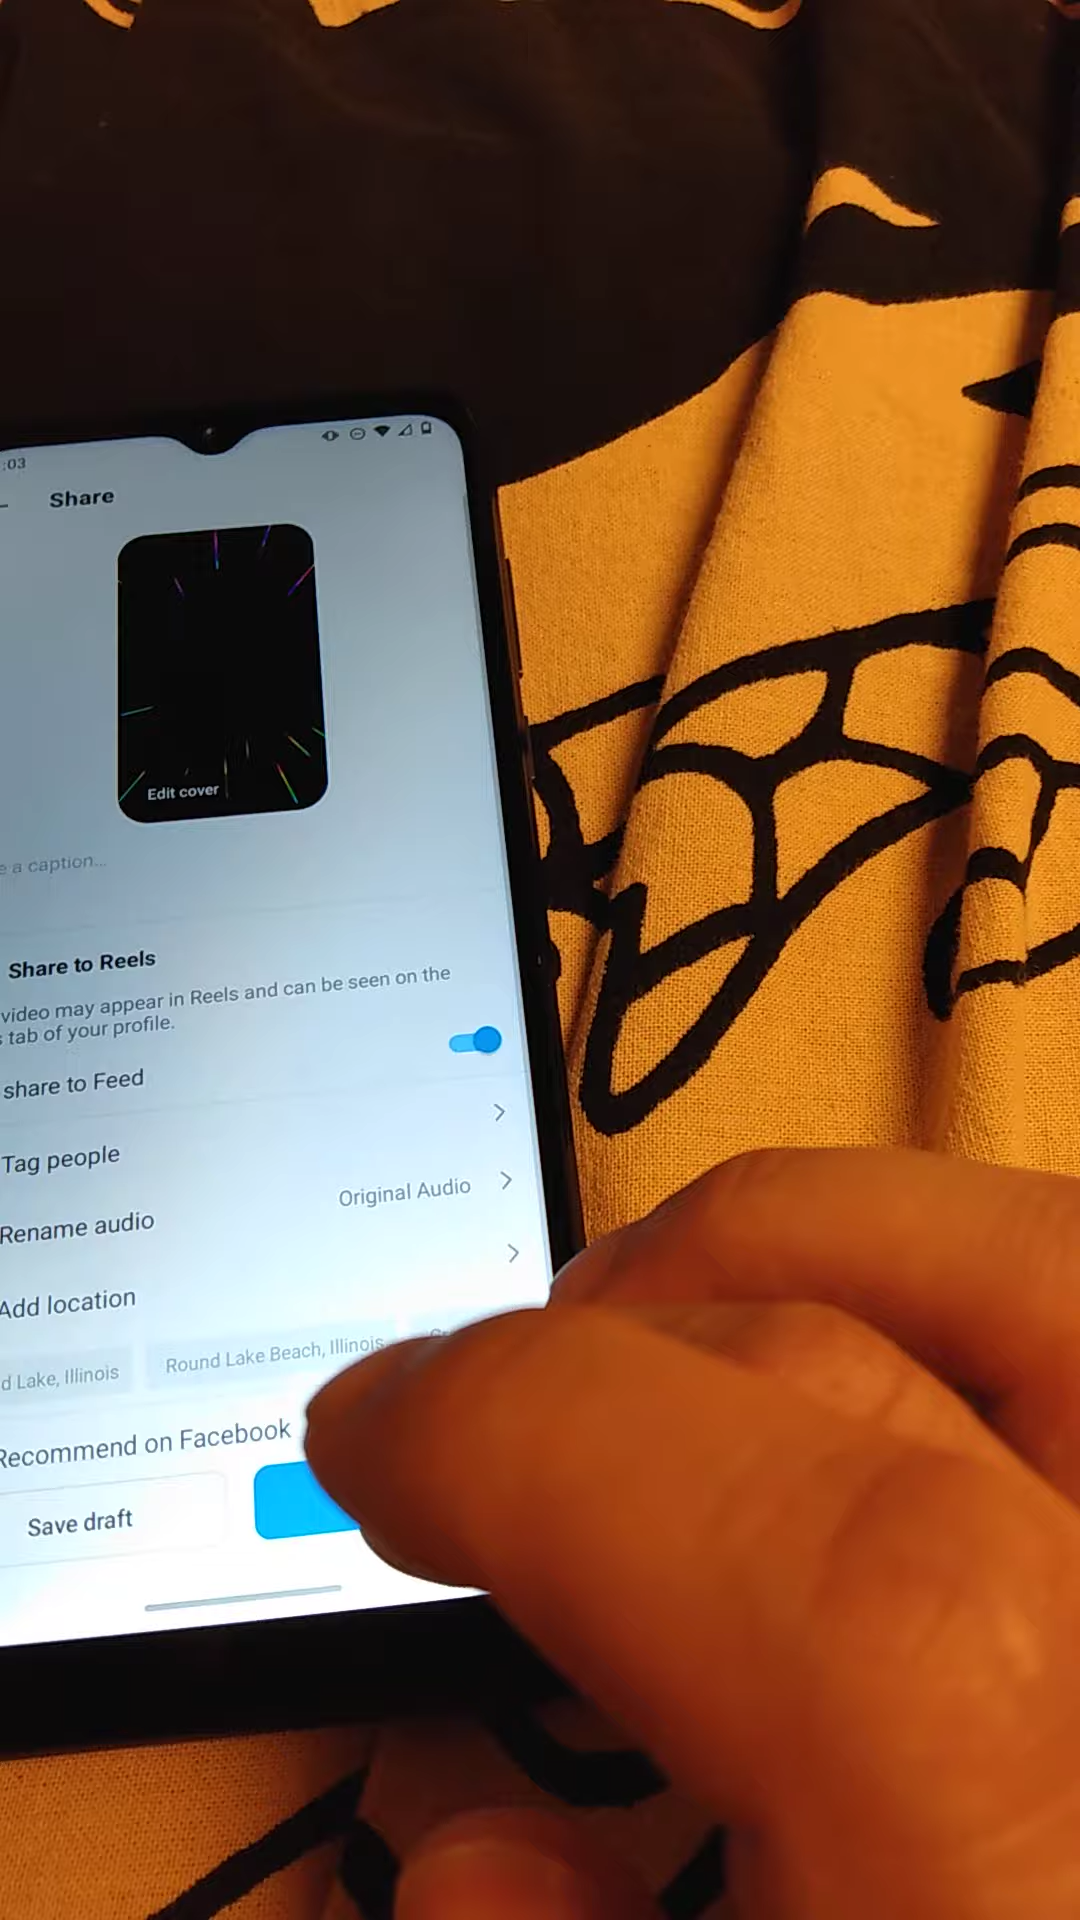 :03
Share
Edit cover
e a caption...
Share to Reels
video may appear in Reels and can be seen on the
s tab of your profile.
share to Feed
Tag people
Rename audio
Original Audio
Add location
d Lake, Illinois
Round Lake Beach, Illinois
Recommend on Facebook
Save draft